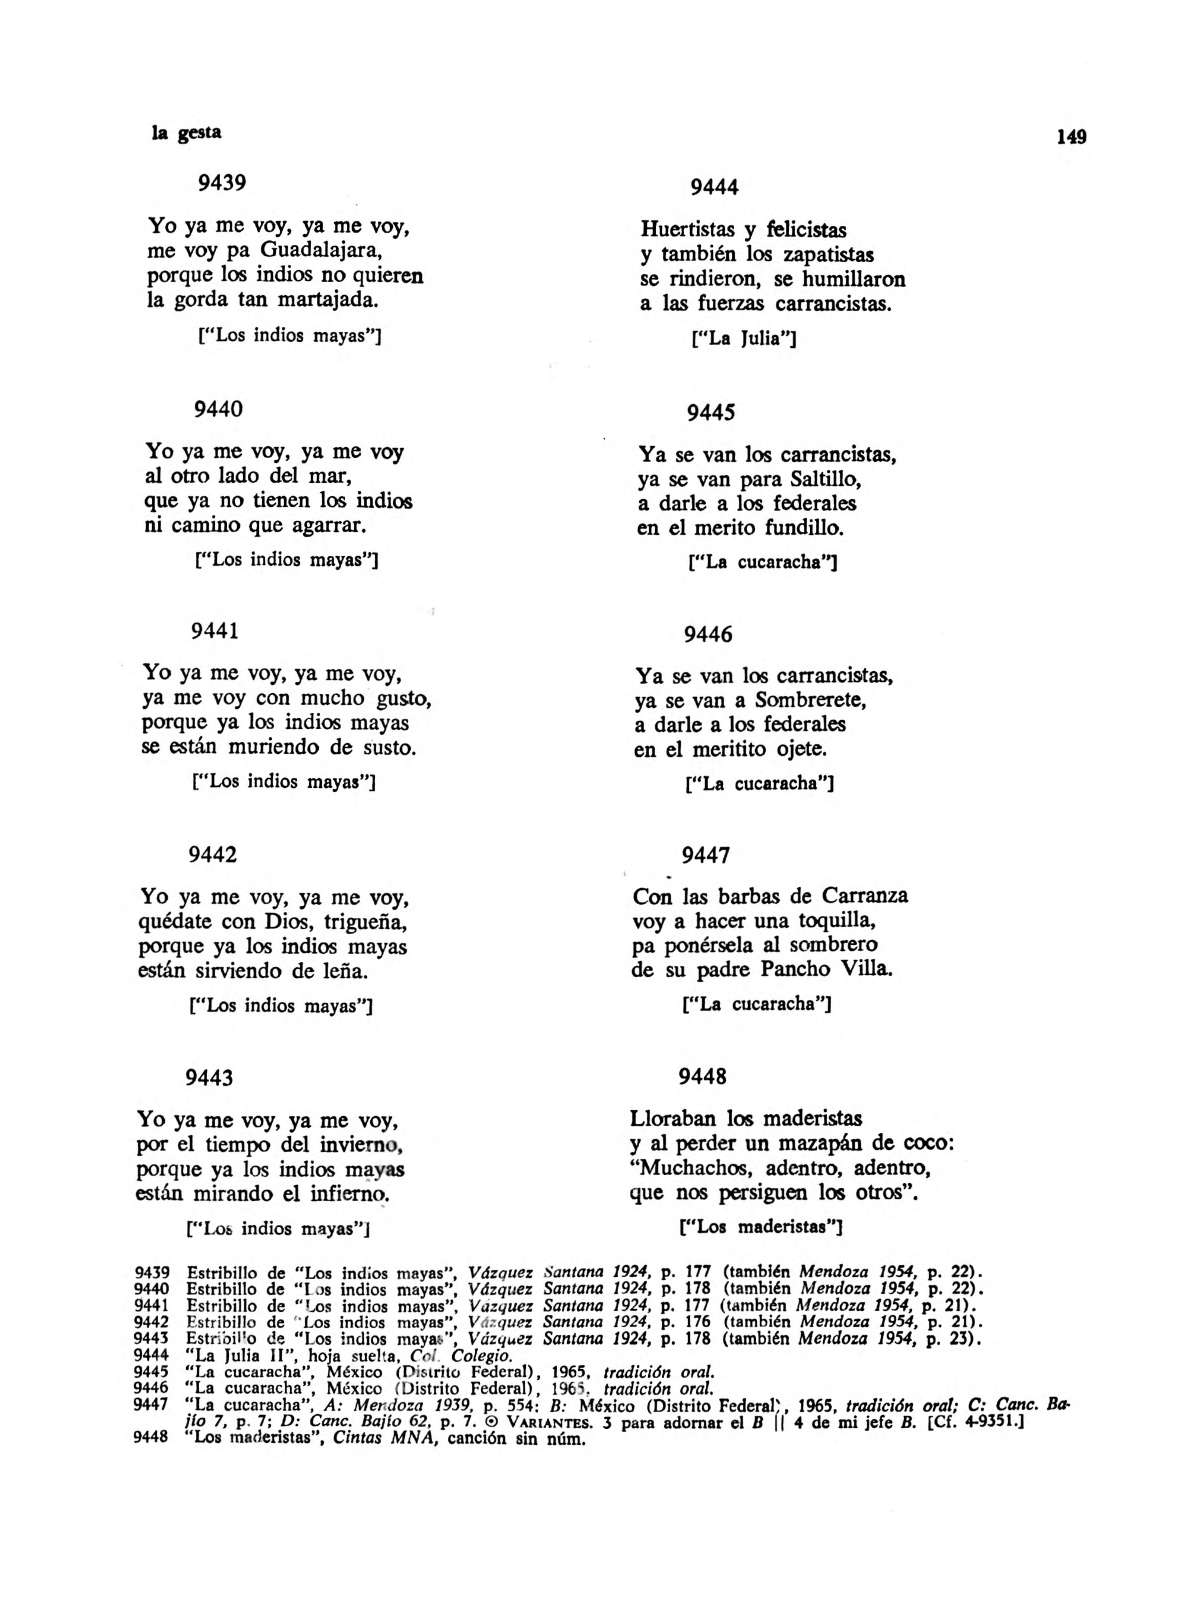 la gesta
149
9439
Yo ya me voy, ya me voy,
me voy pa Guadalajara,
porque los indios no quieren
la gorda tan martajada.
["Los indios mayas"]
9440
Yo ya me voy, ya me voy
al otro lado del mar,
que ya no tienen los indios
ni camino que agarrar.
["Los indios mayas"]
9441
Yo ya me voy, ya me voy,
ya me voy con mucho gusto,
porque ya los indios mayas
se están muriendo de susto.
["Los indios mayas"]
9442
Yo ya me voy, ya me voy,
quédate con Dios, trigueña,
porque ya los indios mayas
están sirviendo de leña.
["Los indios mayas"]
9443
Yo ya me voy, ya me voy,
por el tiempo del invierno,
porque ya los indios mayas
están mirando el infierno.
["Los indios mayas"]
9444
Huertistas y felicistas
y también los zapatistas
se rindieron, se humillaron
a las fuerzas carrancistas.
["La Julia"]
9445
Ya se van los carrancistas,
ya se van para Saltillo,
a darle a los federales
en el merito fundillo.
["La cucaracha"]
9446
Ya se van los carrancistas,
ya se van a Sombrerete,
a darle a los federales
en el meritito ojete.
["La cucaracha"]
9447
Con las barbas de Carranza
voy a hacer una toquilla,
pa ponérsela al sombrero
de su padre Pancho Villa.
["La cucaracha"]
9448
Lloraban los maderistas
y al perder un mazapán de coco:
"Muchachos, adentro, adentro,
que nos persiguen los otros".
["Los maderistas"]
9439 Estribillo de "Los indios mayas", Vázquez Santana 1924, p. 177 (también Mendoza 1954, p. 22).
9440 Estribillo de "Los indios mayas", Vázquez Santana 1924, p. 178 (también Mendoza 1954, p. 22).
9441 Estribillo de "Los indios mayas", Vázquez Santana 1924, p. 177 (también Mendoza 1954, p. 21).
9442 Estribillo de "Los indios mayas", Vázquez Santana 1924, p. 176 (también Mendoza 1954, p. 21).
9443 Estribillo de "Los indios mayas", Vázquez Santana 1924, p. 178 (también Mendoza 1954, p. 23).
9444 "La Julia II", hoja suelta, Col. Colegio.
9445 "La cucaracha", México (Distrito Federal), 1965, tradición oral.
9446 "La cucaracha", México (Distrito Federal), 1965, tradición oral.
9447 "La cucaracha", A: Mendoza 1939, p. 554; B: México (Distrito Federal), 1965, tradición oral; C: Canc. Ba-
jío 7, p. 7; D: Canc. Bajío 62, p. 7. ⊙ VARIANTES. 3 para adornar el B || 4 de mi jefe B. [Cf. 4-9351.]
9448 "Los maderistas", Cintas MNA, canción sin núm.